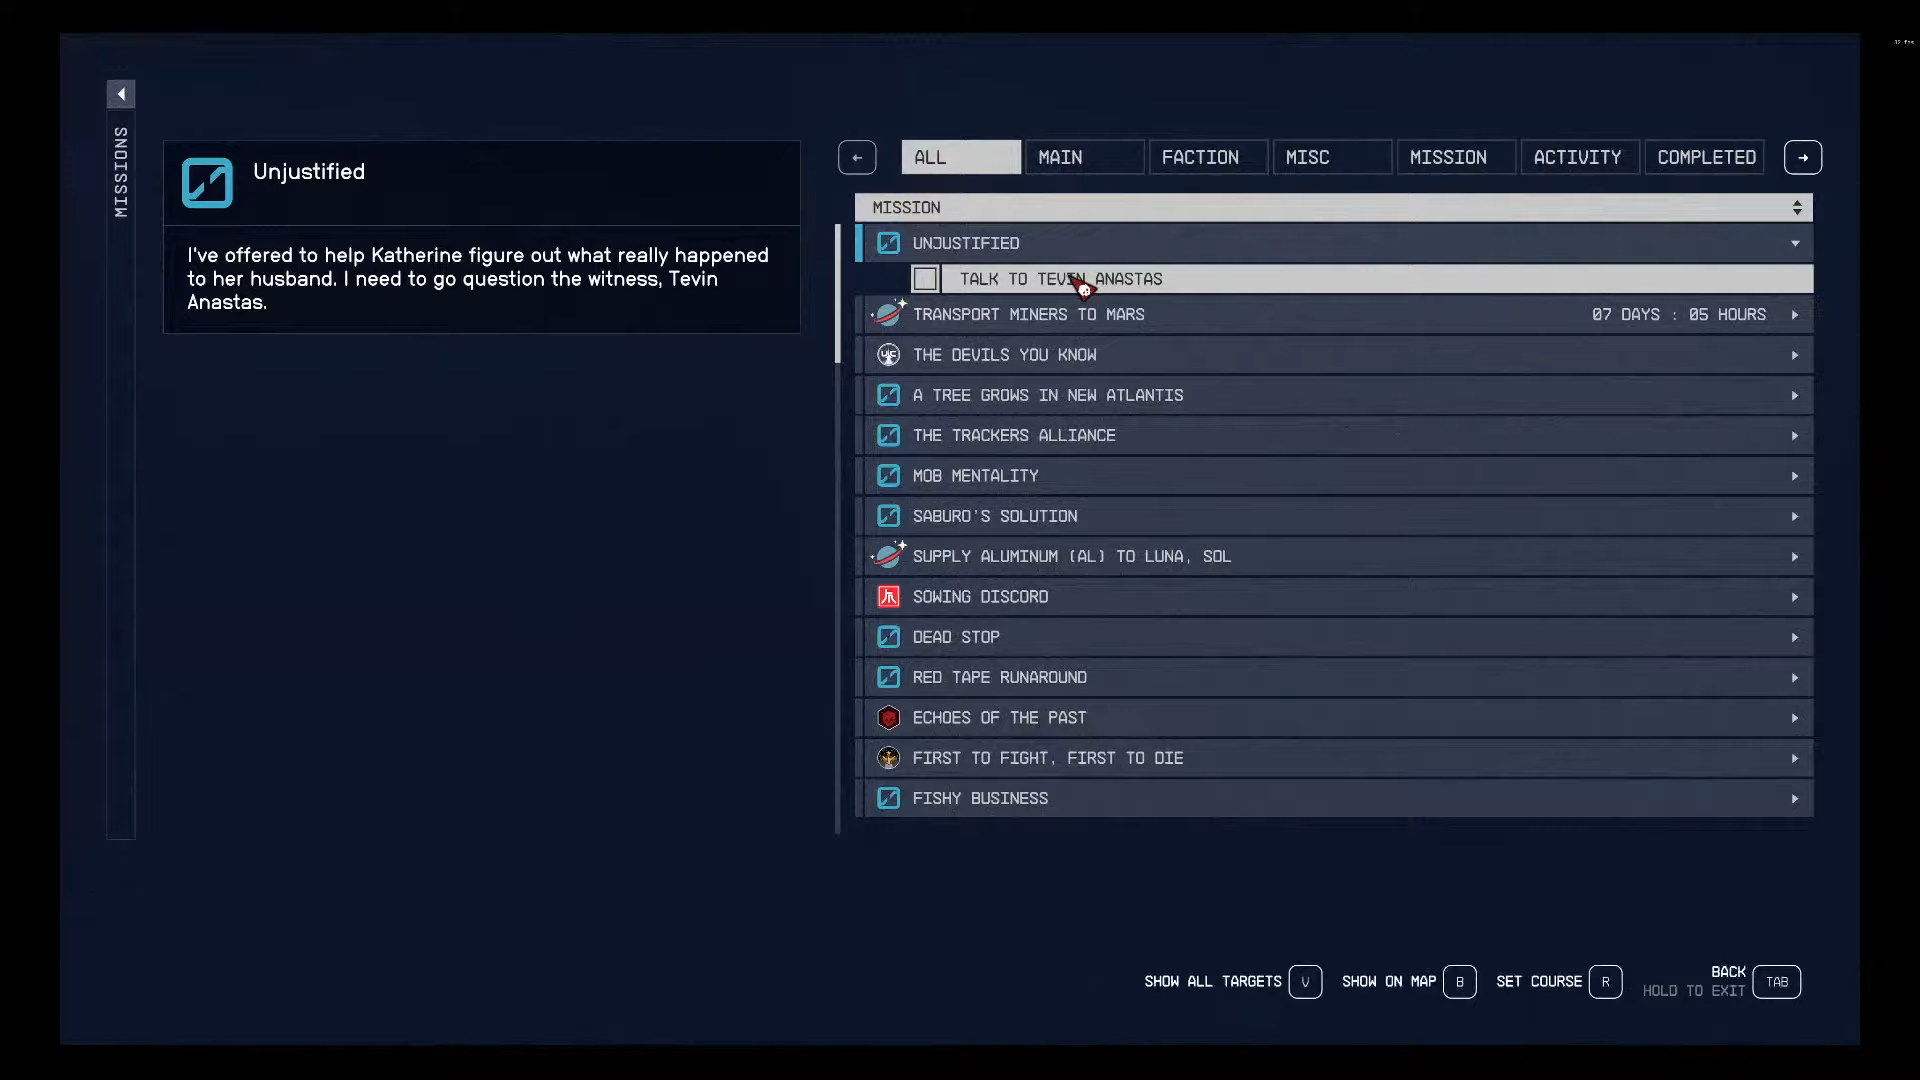 32 fps
MISSIONS
Unjustified
I've offered to help Katherine figure out what really happened
to her husband. I need to go question the witness, Tevin
Anastas.
ALL MAIN FACTION MISC MISSION ACTIVITY COMPLETED
MISSION
UNJUSTIFIED
TALK TO TEVIN ANASTAS
TRANSPORT MINERS TO MARS 07 DAYS : 05 HOURS
THE DEVILS YOU KNOW
A TREE GROWS IN NEW ATLANTIS
THE TRACKERS ALLIANCE
MOB MENTALITY
SABURO'S SOLUTION
SUPPLY ALUMINUM (AL) TO LUNA, SOL
SOWING DISCORD
DEAD STOP
RED TAPE RUNAROUND
ECHOES OF THE PAST
FIRST TO FIGHT, FIRST TO DIE
FISHY BUSINESS
SHOW ALL TARGETS V SHOW ON MAP B SET COURSE R BACK TAB
HOLD TO EXIT